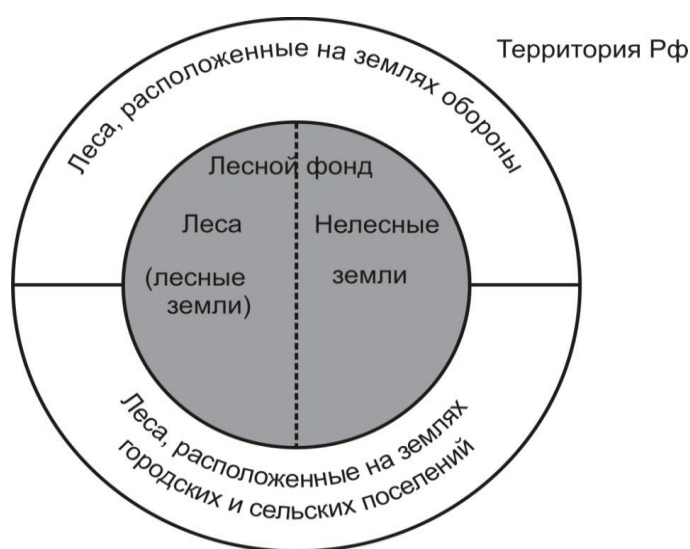 Территория Рф
Леса, расположенные на землях обороны
Лесной фонд
Леса
(лесные
земли)
Нелесные
земли
Леса, расположенные на землях
городских и сельских поселений